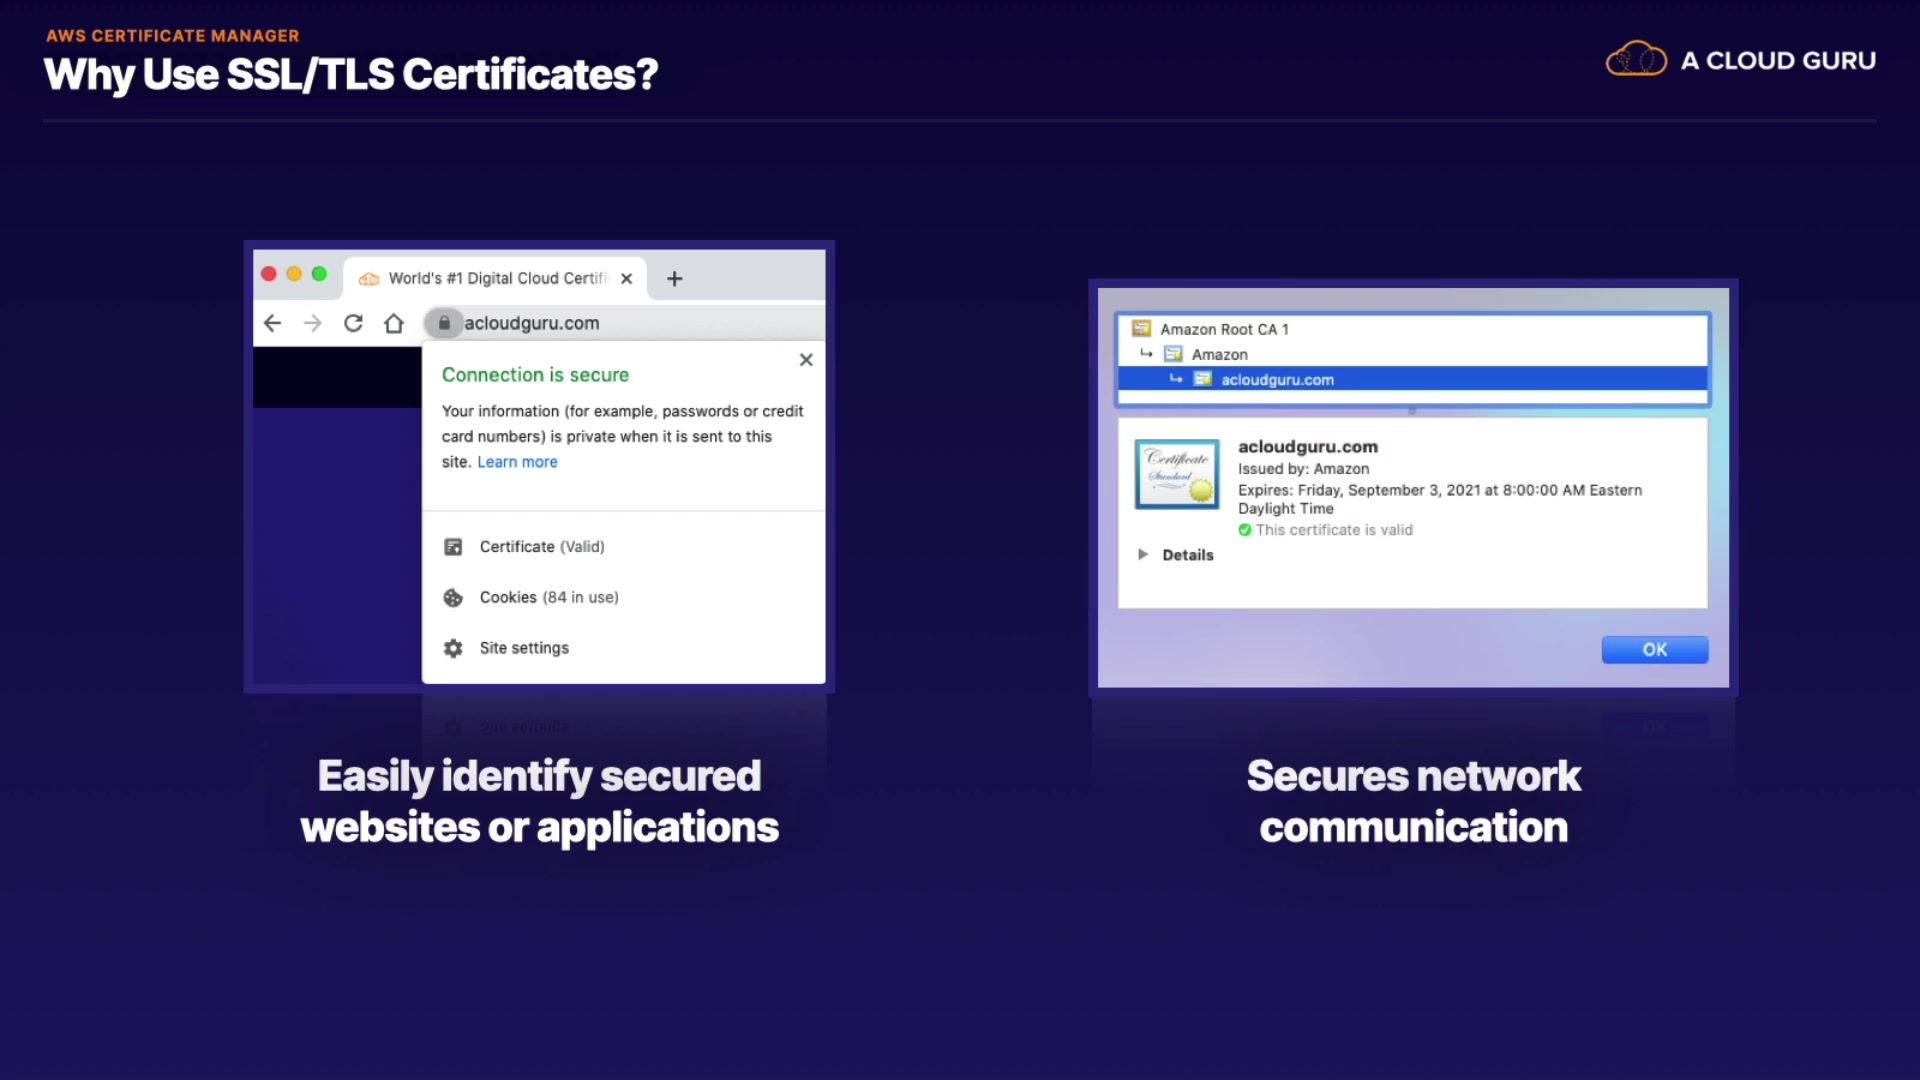 AWS CERTIFICATE MANAGER
Why Use SSL/TLS Certificates?
A CLOUD GURU
World's #1 Digital Cloud Certifi
acloudguru.com
Connection is secure
Your information (for example, passwords or credit
card numbers) is private when it is sent to this
site. Learn more
Certificate (Valid)
Cookies (84 in use)
Site settings
Easily identify secured
websites or applications
Amazon Root CA 1
Amazon
acloudguru.com
Certificate
Standard
acloudguru.com
Issued by: Amazon
Expires: Friday, September 3, 2021 at 8:00:00 AM Eastern
Daylight Time
This certificate is valid
Details
OK
Secures network
communication